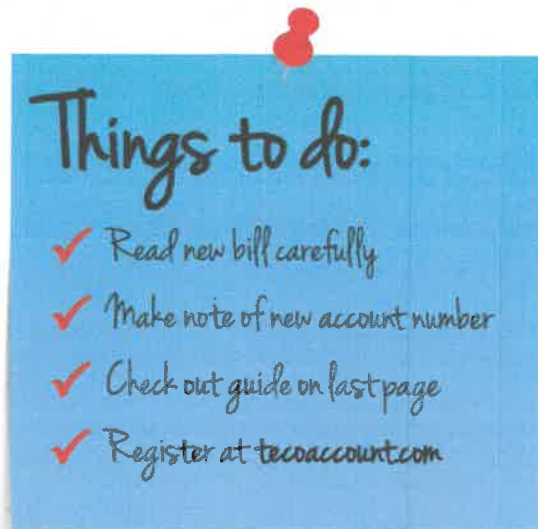 Things to do:
Read new bill carefully
Make note of new account number
Check out guide on last page
Register at tecoaccount.com